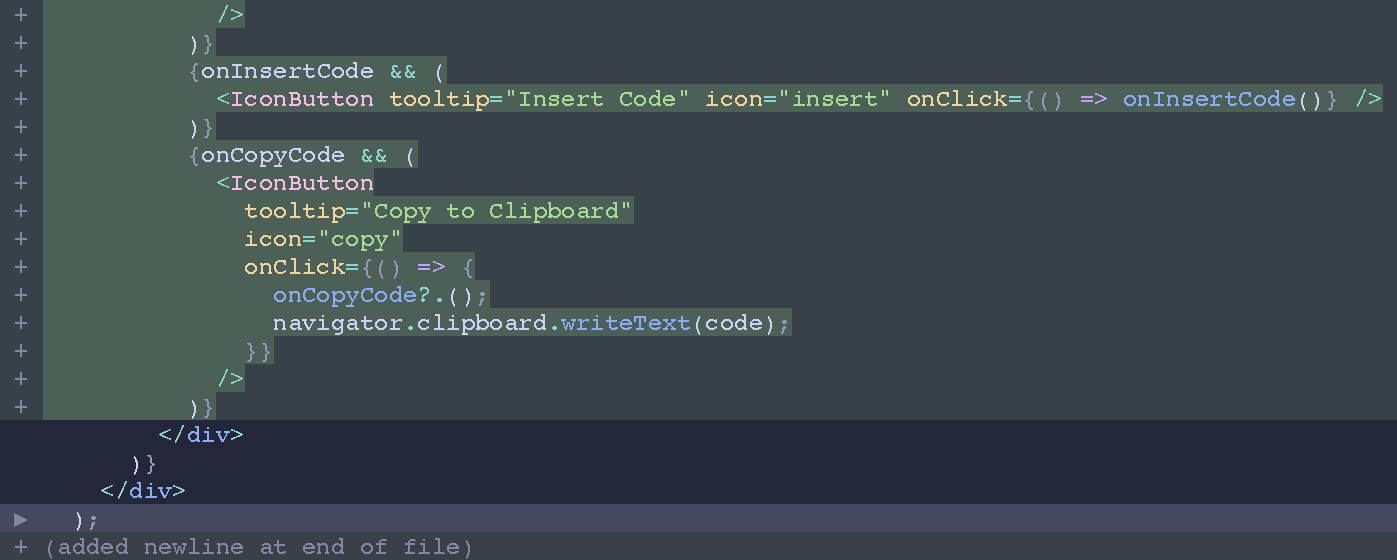 +            />
+          )}
+          {onInsertCode && (
+            <IconButton tooltip="Insert Code" icon="insert" onClick={() => onInsertCode()} />
+          )}
+          {onCopyCode && (
+            <IconButton
+              tooltip="Copy to Clipboard"
+              icon="copy"
+              onClick={() => {
+                onCopyCode?.();
+                navigator.clipboard.writeText(code);
+              }}
+            />
+          )}
        </div>
      )}
    </div>
▶  );
+ (added newline at end of file)